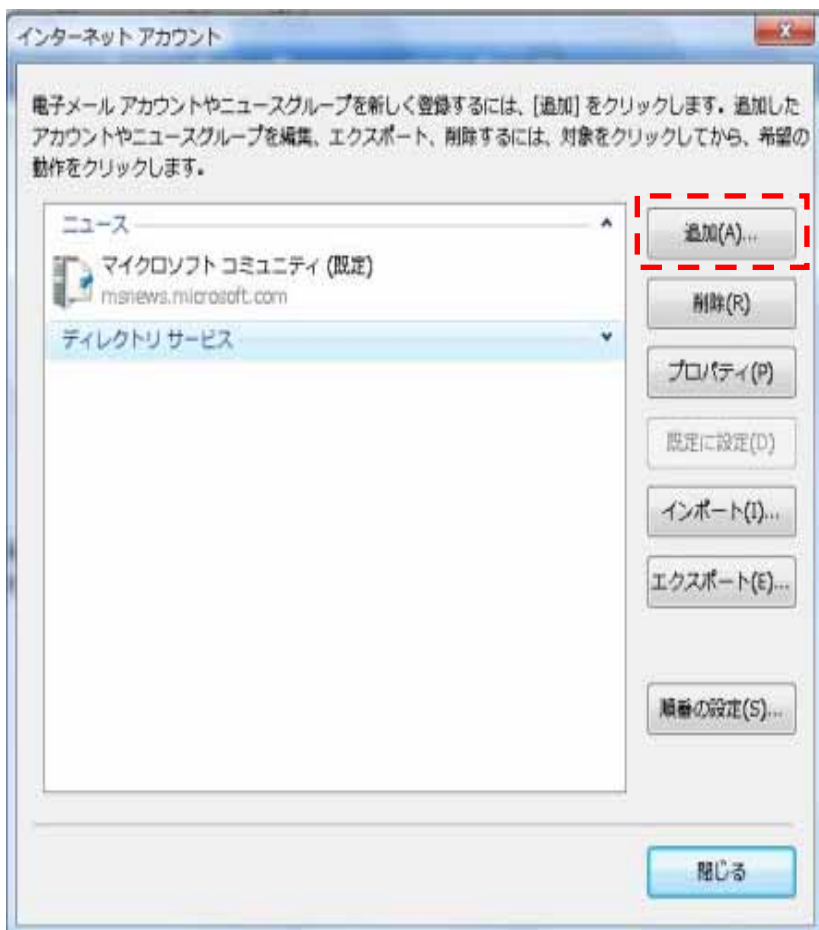 インターネット アカウント
電子メール アカウントやニュースグループを新しく登録するには、[追加] をクリックします。追加した
アカウントやニュースグループを編集、エクスポート、削除するには、対象をクリックしてから、希望の
動作をクリックします。
ニュース
マイクロソフト コミュニティ (既定)
msnews.microsoft.com
ディレクトリ サービス
追加(A)...
削除(R)
プロパティ(P)
既定に設定(D)
インポート(I)...
エクスポート(E)...
順番の設定(S)...
閉じる